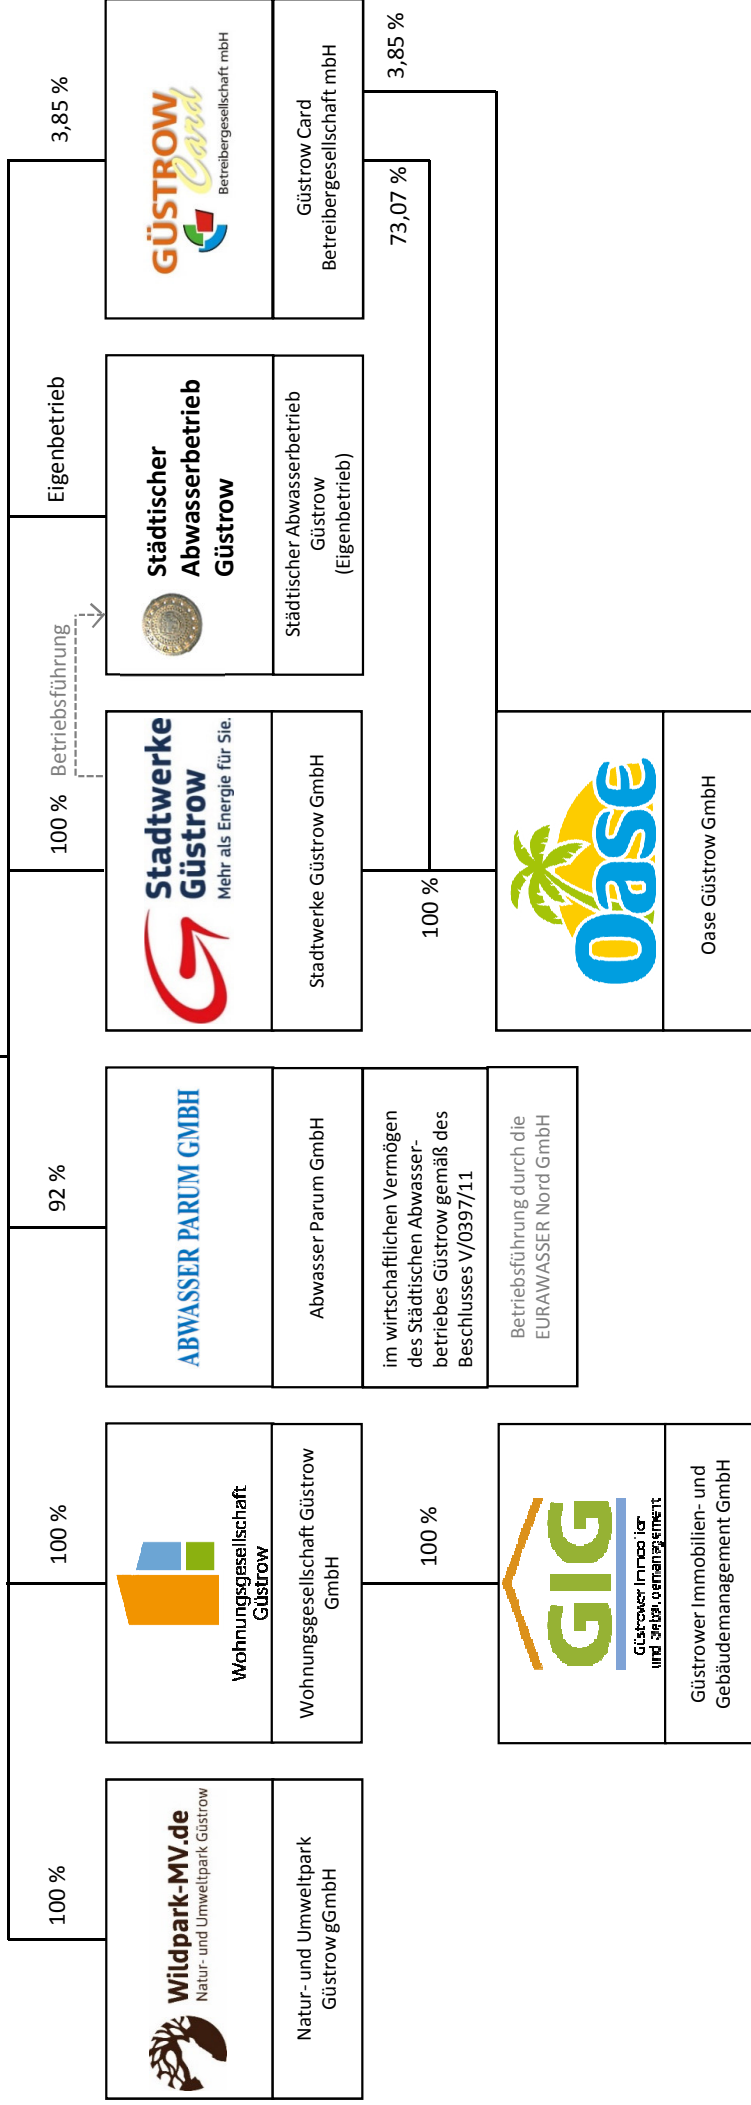 100 %
100 %
92 %
100 %
Betriebsführung
Eigenbetrieb
3,85 %
Wildpark-MV.de
Natur- und Umweltpark Güstrow
Natur- und Umweltpark
Güstrow gGmbH
Wohnungsgesellschaft
Güstrow
Wohnungsgesellschaft Güstrow
GmbH
ABWASSER PARUM GMBH
Abwasser Parum GmbH
im wirtschaftlichen Vermögen
des Städtischen Abwasser-
betriebes Güstrow gemäß des
Beschlusses V/0397/11
Betriebsführung durch die
EURAWASSER Nord GmbH
Stadtwerke
Güstrow
Mehr als Energie für Sie.
Stadtwerke Güstrow GmbH
Städtischer
Abwasserbetrieb
Güstrow
Städtischer Abwasserbetrieb
Güstrow
(Eigenbetrieb)
GÜSTROW
Card
Betreibergesellschaft mbH
Güstrow Card
Betreibergesellschaft mbH
100 %
100 %
73,07 %
3,85 %
GIG
Güstrower Immobilien
und Gebäudemanagement
Güstrower Immobilien- und
Gebäudemanagement GmbH
Oase
Oase Güstrow GmbH